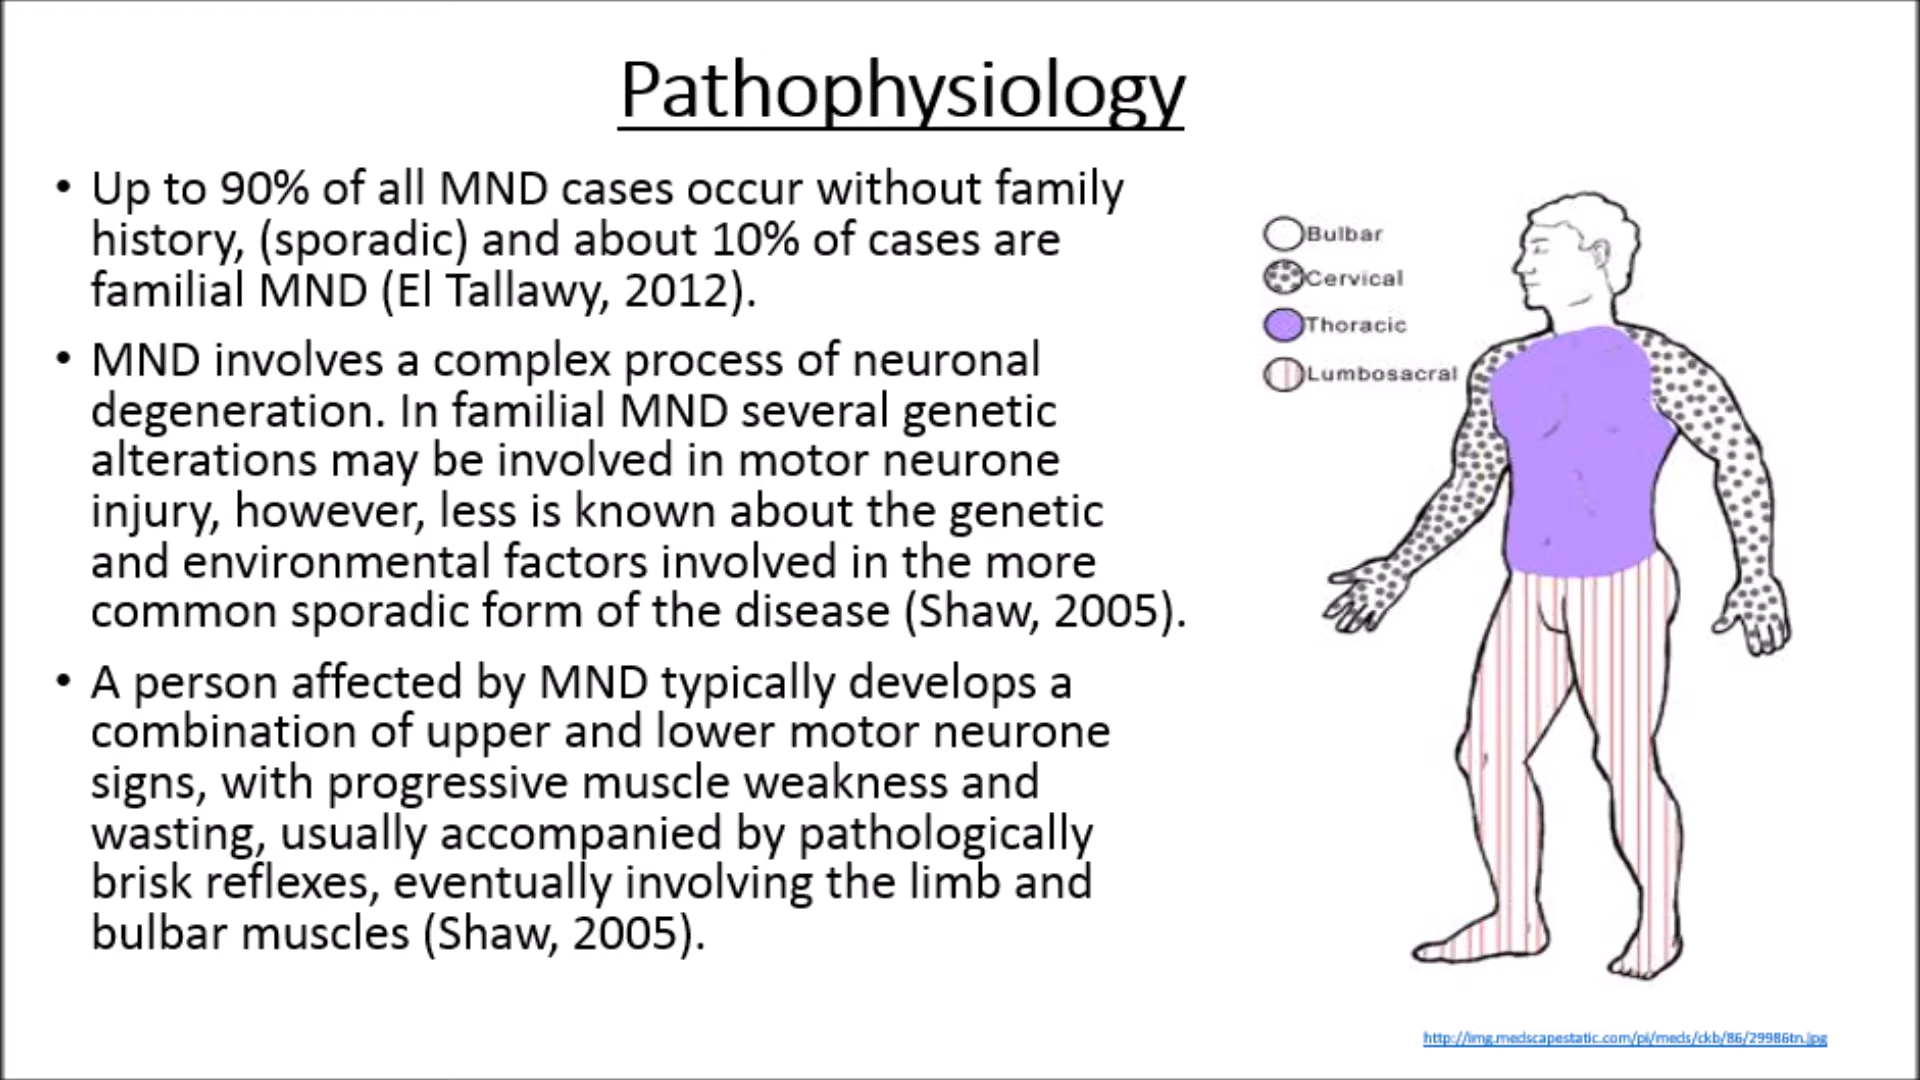 Pathophysiology
• Up to 90% of all MND cases occur without family
history, (sporadic) and about 10% of cases are
familial MND (El Tallawy, 2012).
• MND involves a complex process of neuronal
degeneration. In familial MND several genetic
alterations may be involved in motor neurone
injury, however, less is known about the genetic
and environmental factors involved in the more
common sporadic form of the disease (Shaw, 2005).
• A person affected by MND typically develops a
combination of upper and lower motor neurone
signs, with progressive muscle weakness and
wasting, usually accompanied by pathologically
brisk reflexes, eventually involving the limb and
bulbar muscles (Shaw, 2005).
Bulbar
Cervical
Thoracic
Lumbosacral
http://img.medscapestatic.com/pi/meds/ckb/86/29986tn.jpg